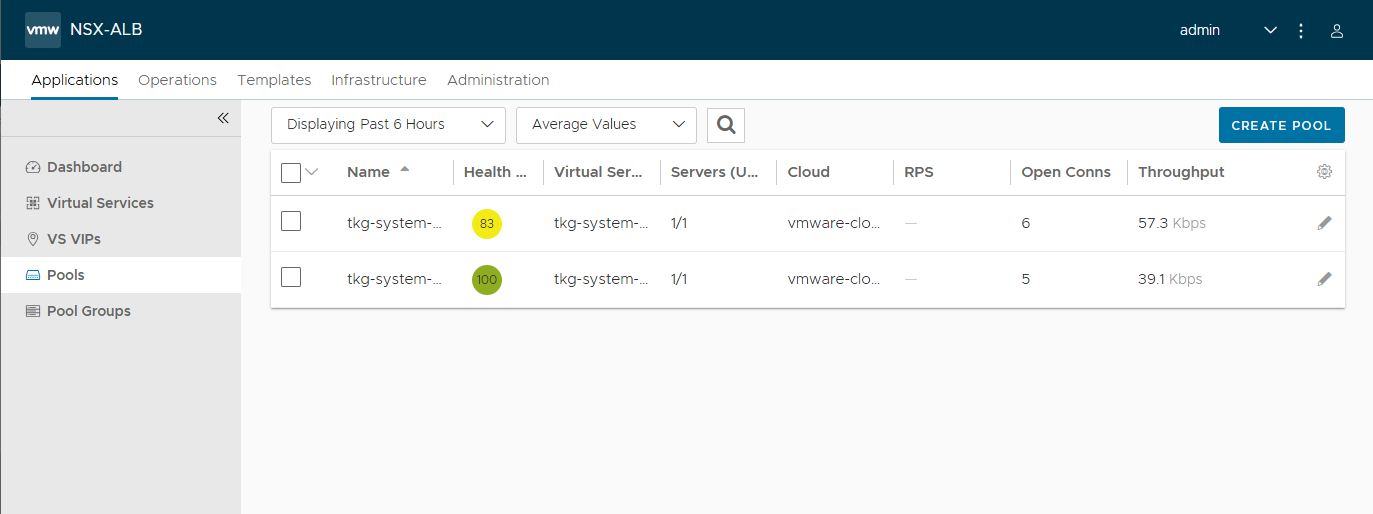 vmw NSX-ALB admin
Applications Operations Templates Infrastructure Administration
Displaying Past 6 Hours Average Values CREATE POOL
Dashboard
Virtual Services
VS VIPs
Pools
Pool Groups
Name Health ... Virtual Ser... Servers (U... Cloud RPS Open Conns Throughput
tkg-system-... 83 tkg-system-... 1/1 vmware-clo... — 6 57.3 Kbps
tkg-system-... 100 tkg-system-... 1/1 vmware-clo... — 5 39.1 Kbps